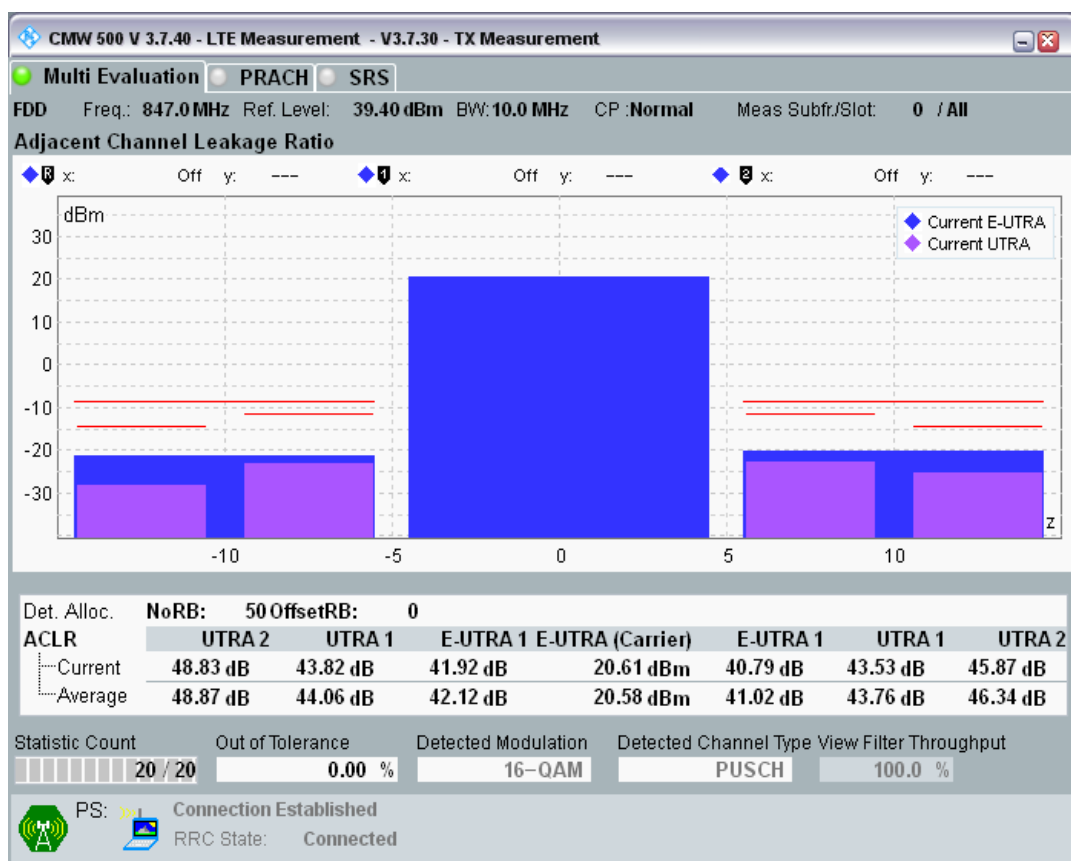 CMW 500 V 3.7.40 - LTE Measurement - V3.7.30 - TX Measurement
Multi Evaluation PRACH SRS
FDD Freq.: 847.0 MHz Ref. Level: 39.40 dBm BW: 10.0 MHz CP :Normal Meas Subfr./Slot: 0 / All
Adjacent Channel Leakage Ratio
R x: Off y: --- 1 x: Off y: --- 2 x: Off y: ---
dBm
Current E-UTRA
Current UTRA
30
20
10
0
-10
-20
-30
z
-10 -5 0 5 10
Det. Alloc. NoRB: 50 OffsetRB: 0
ACLR UTRA 2 UTRA 1 E-UTRA 1 E-UTRA (Carrier) E-UTRA 1 UTRA 1 UTRA 2
Current 48.83 dB 43.82 dB 41.92 dB 20.61 dBm 40.79 dB 43.53 dB 45.87 dB
Average 48.87 dB 44.06 dB 42.12 dB 20.58 dBm 41.02 dB 43.76 dB 46.34 dB
Statistic Count Out of Tolerance Detected Modulation Detected Channel Type View Filter Throughput
20 / 20 0.00 % 16-QAM PUSCH 100.0 %
PS: Connection Established
RRC State: Connected